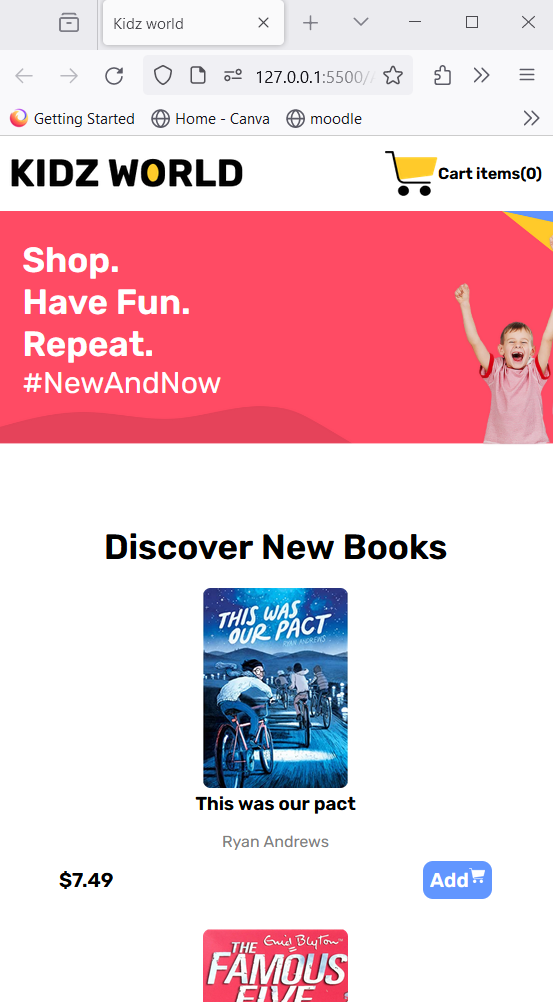 Kidz world
127.0.0.1:5500/
Getting Started
Home - Canva
moodle
KIDZ WORLD
Cart items(0)
Shop.
Have Fun.
Repeat.
#NewAndNow
Discover New Books
THIS WAS
OUR PACT
RYAN ANDREWS
This was our pact
Ryan Andrews
$7.49
Add
Enid Blyton
THE
FAMOUS
FIVE